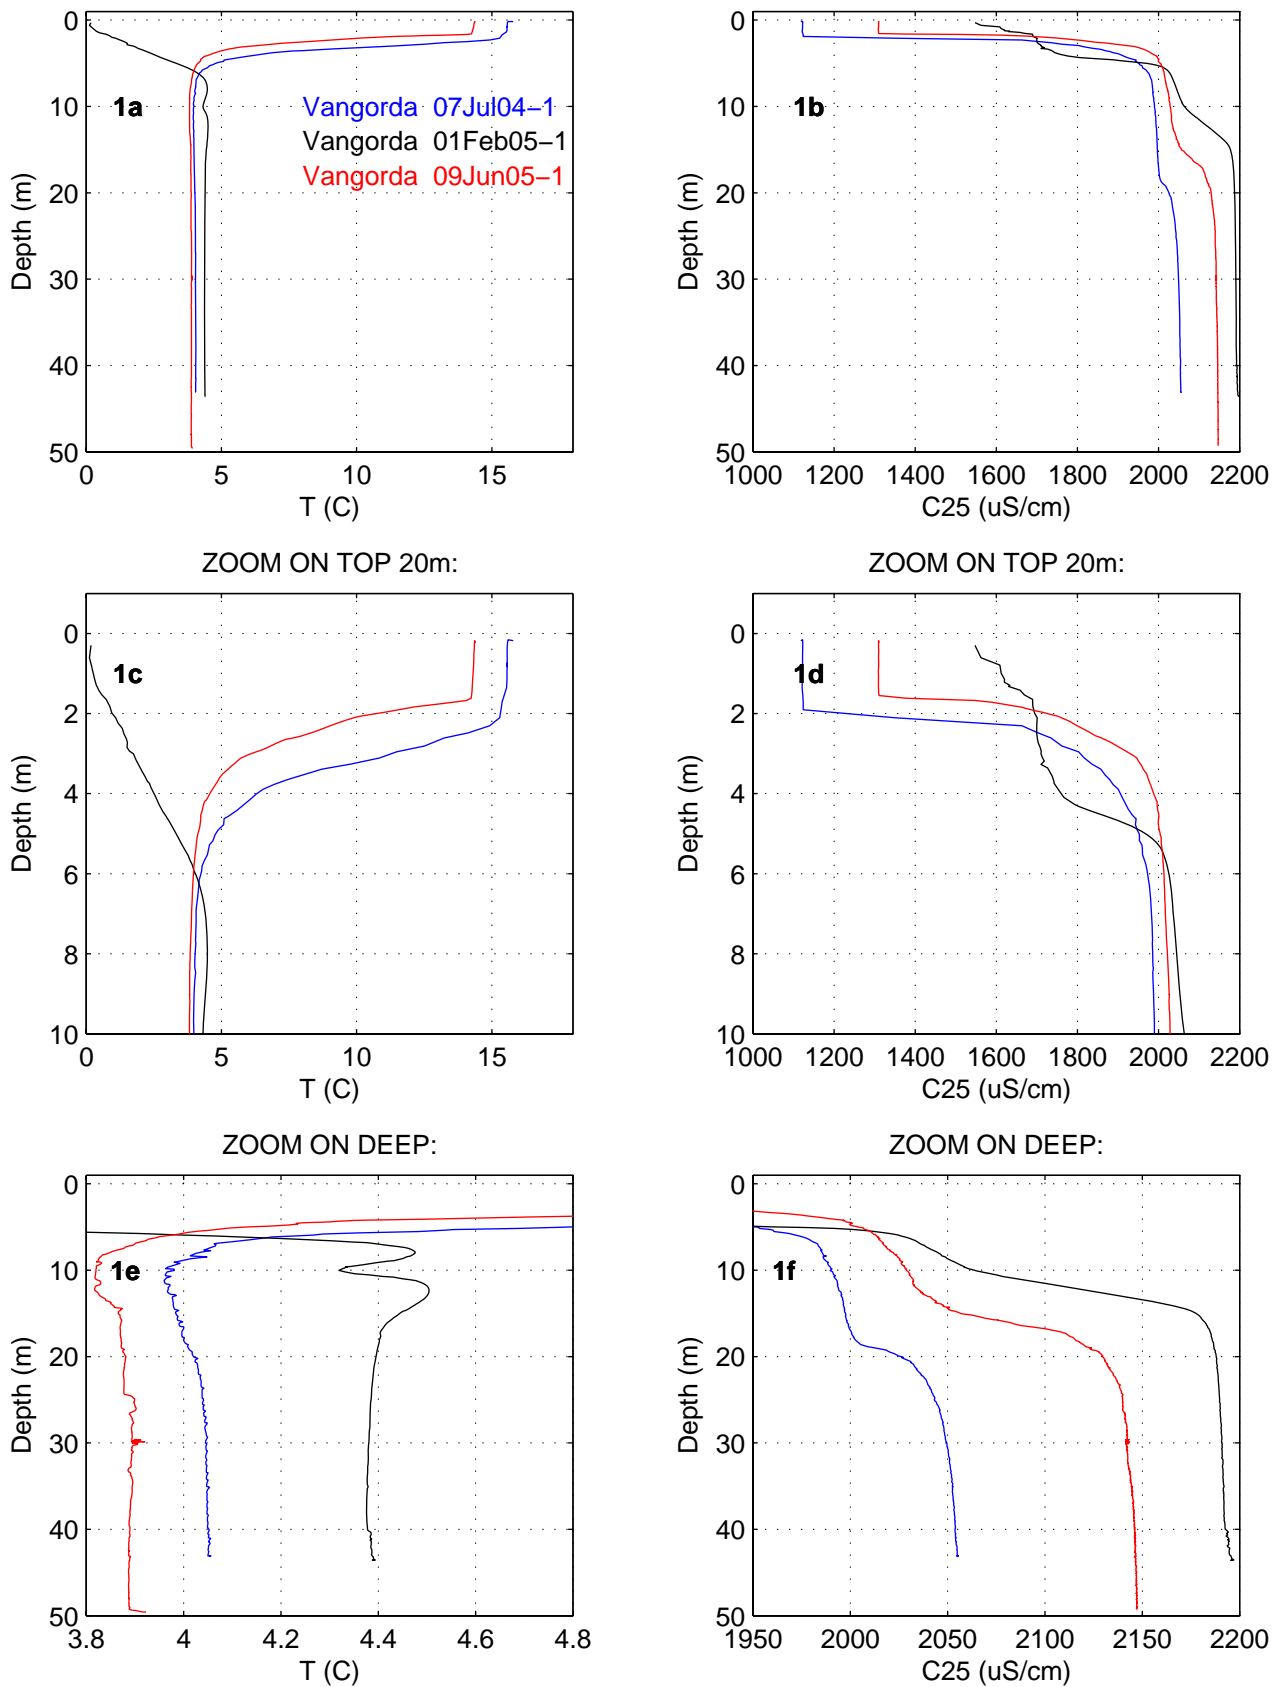 0
10
20
30
40
50
Depth (m)
1a
Vangorda 07Jul04−1
Vangorda 01Feb05−1
Vangorda 09Jun05−1
0 5 10 15
T (C)
0
10
20
30
40
50
Depth (m)
1b
1000 1200 1400 1600 1800 2000 2200
C25 (uS/cm)
ZOOM ON TOP 20m:
0
2
4
6
8
10
Depth (m)
1c
0 5 10 15
T (C)
ZOOM ON TOP 20m:
0
2
4
6
8
10
Depth (m)
1d
1000 1200 1400 1600 1800 2000 2200
C25 (uS/cm)
ZOOM ON DEEP:
0
10
20
30
40
50
Depth (m)
1e
3.8 4 4.2 4.4 4.6 4.8
T (C)
ZOOM ON DEEP:
0
10
20
30
40
50
Depth (m)
1f
1950 2000 2050 2100 2150 2200
C25 (uS/cm)